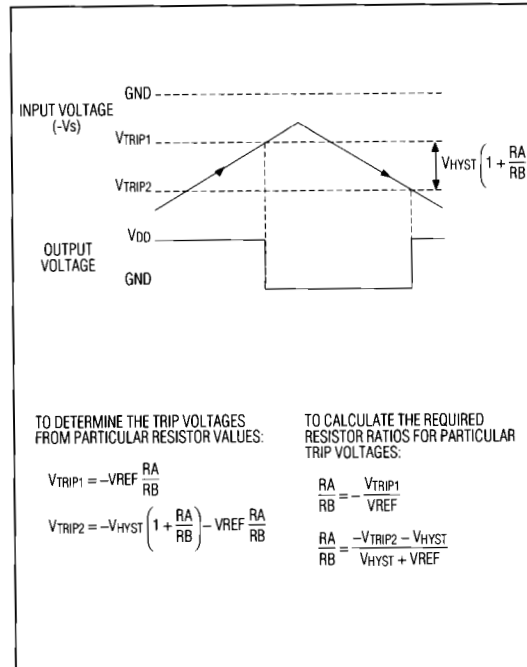 GND
INPUT VOLTAGE
(-Vs)
VTRIP1
VHYST (1 + RA/RB
VTRIP2
VDD
OUTPUT
VOLTAGE
GND
TO DETERMINE THE TRIP VOLTAGES
FROM PARTICULAR RESISTOR VALUES:
VTRIP1 = –VREF RA/RB
VTRIP2 = –VHYST (1 + RA/RB) – VREF RA/RB
TO CALCULATE THE REQUIRED
RESISTOR RATIOS FOR PARTICULAR
TRIP VOLTAGES:
RA/RB = – VTRIP1/VREF
RA/RB = –VTRIP2 – VHYST/VHYST + VREF